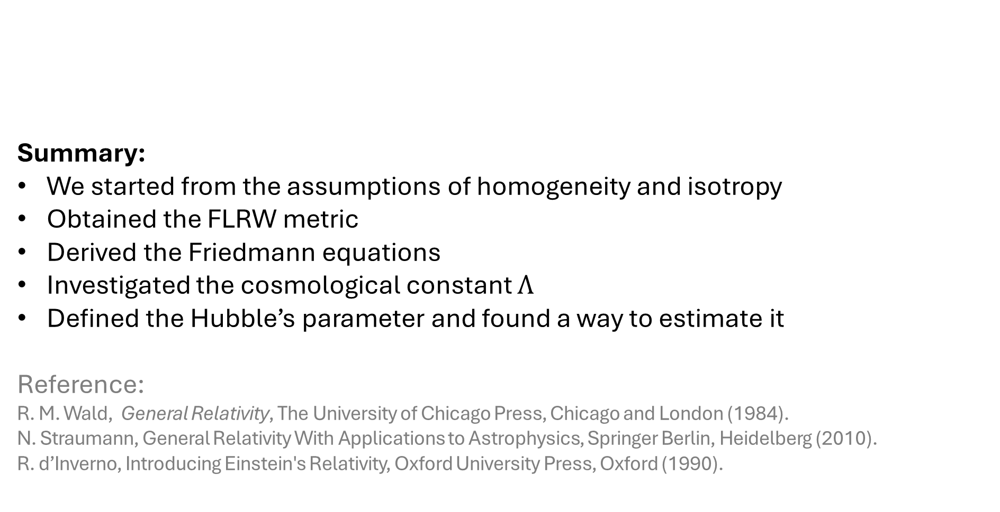 Summary:
• We started from the assumptions of homogeneity and isotropy
• Obtained the FLRW metric
• Derived the Friedmann equations
• Investigated the cosmological constant Λ
• Defined the Hubble’s parameter and found a way to estimate it
Reference:
R. M. Wald, General Relativity, The University of Chicago Press, Chicago and London (1984).
N. Straumann, General Relativity With Applications to Astrophysics, Springer Berlin, Heidelberg (2010).
R. d’Inverno, Introducing Einstein's Relativity, Oxford University Press, Oxford (1990).